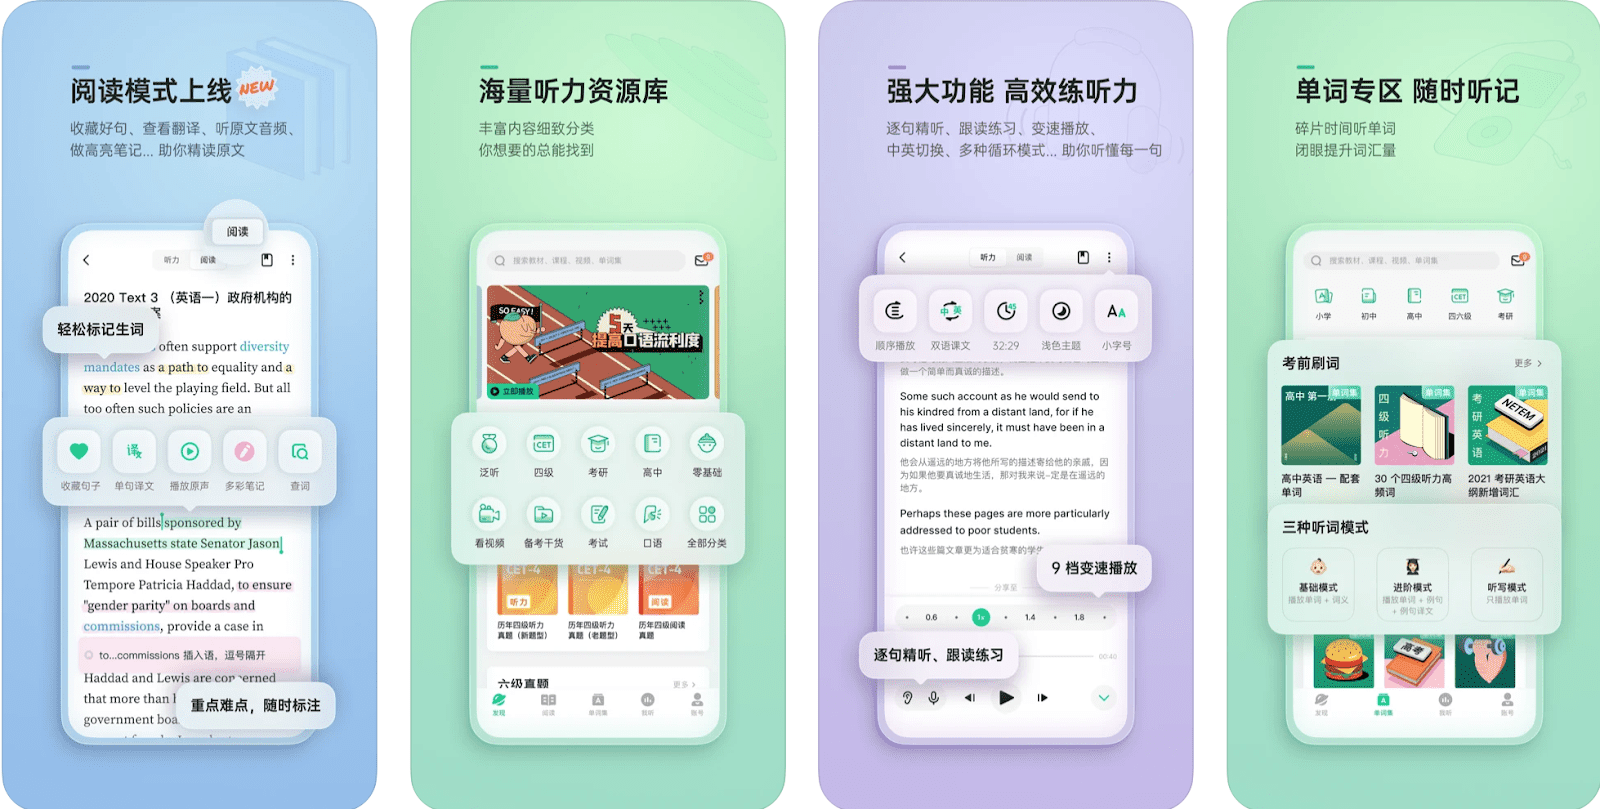 阅读模式上线 NEW
收藏好句、查看翻译、听原文音频、
做高亮笔记... 助你精读原文
阅读
听力 阅读
2020 Text 3 （英语一）政府机构的
轻松标记生词
often support diversity
mandates as a path to equality and a
way to level the playing field. But all
too often such policies are an
收藏句子 单句译文 播放原声 多彩笔记 查词
A pair of bills sponsored by
Massachusetts state Senator Jason
Lewis and House Speaker Pro
Tempore Patricia Haddad, to ensure
"gender parity" on boards and
commissions, provide a case in
to...commissions 插入语，逗号隔开
Haddad and Lewis are concerned
that more than
government
重点难点，随时标注
海量听力资源库
丰富内容细致分类
你想要的总能找到
搜索教材、课程、视频、单词集
SO EASY!
5天
提高口语流利度
立即播放
泛听 四级 考研 高中 零基础
CET
看视频 备考干货 考试 口语 全部分类
CET-4 CET-4 CET-4
听力 阅读
历年四级听力 历年四级听力 历年四级阅读
真题（新题型） 真题（老题型） 真题
六级真题 更多
发现 阅读 单词集 我听 账号
强大功能 高效练听力
逐句精听、跟读练习、变速播放、
中英切换、多种循环模式... 助你听懂每一句
听力 阅读
中 英 45 AA
顺序播放 双语课文 32:29 浅色主题 小字号
做一个简单而真诚的描述。
Some such account as he would send to
his kindred from a distant land, for if he
has lived sincerely, it must have been in a
distant land to me.
他会从遥远的地方将他所写的描述寄给他的亲戚，因
为如果他要真诚地生活，那对我来说一定是在遥远的
地方。
Perhaps these pages are more particularly
addressed to poor students.
也许这些篇文章更为适合贫寒的学生
9 档变速播放
分享至
0.6 1x 1.4 1.8
逐句精听、跟读练习
00:40
单词专区 随时听记
碎片时间听单词
闭眼提升词汇量
搜索教材、课程、视频、单词集
CET
小学 初中 高中 四六级 考研
考前刷词 更多
高中 第一册 单词集
四级听力 单词集
考研英语 单词集 NETEM 2021
高中英语 — 配套 30 个四级听力高 2021 考研英语大
单词 频词 纲新增词汇
三种听词模式
基础模式 进阶模式 听写模式
播放单词 + 词义 播放单词 + 例句 只播放单词
+ 例句译文
高考
发现 单词集 我听 账号